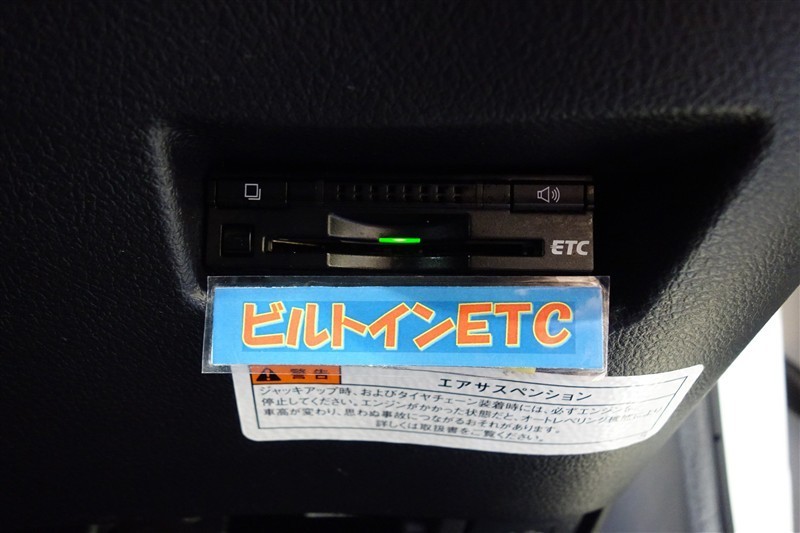 ETC
ビルトインETC
警告 エアサスペンション
ジャッキアップ時、およびタイヤチェーン装着時には、必ずエンジンを
停止してください。エンジンがかかった状態だと、オートレベリング機能により
車高が変わり、思わぬ事故につながるおそれがあります。
詳しくは取扱書をご覧ください。